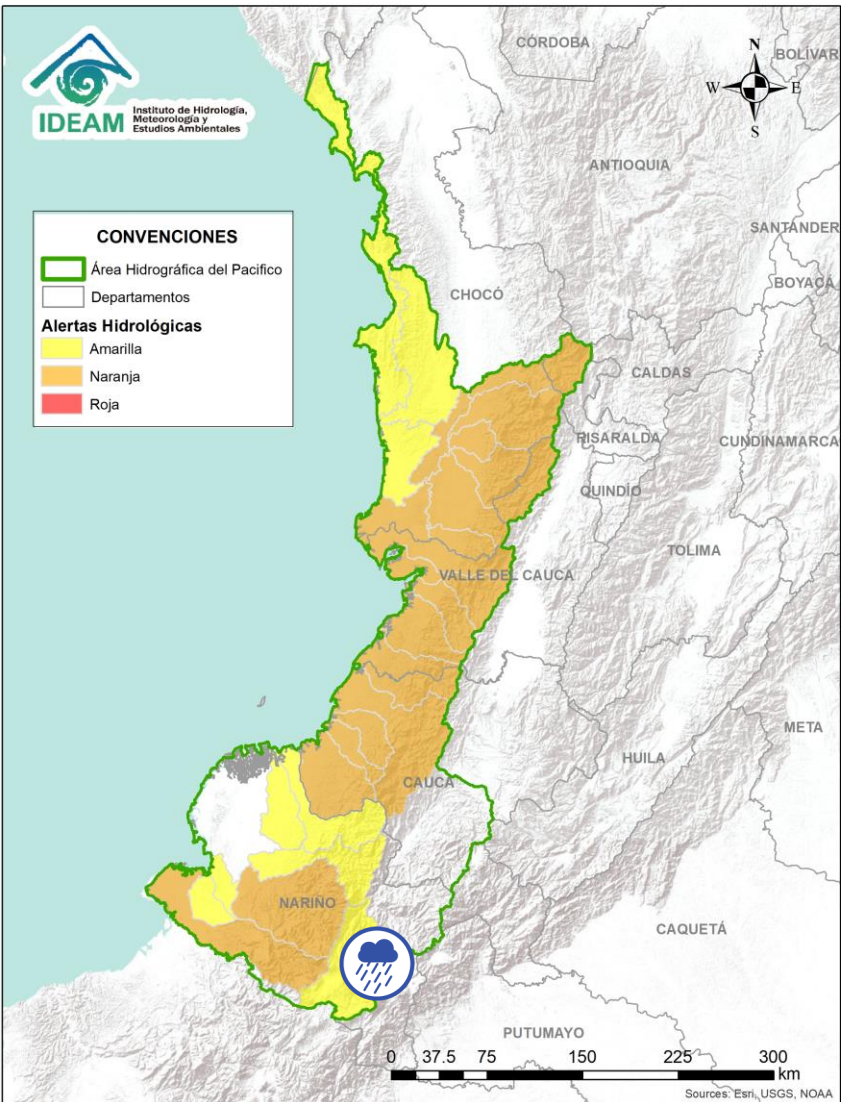 IDEAM
Instituto de Hidrología,
Meteorología y
Estudios Ambientales
N
W
E
S
CÓRDOBA
BOLÍVAR
ANTIOQUIA
SANTANDER
BOYACÁ
CHOCÓ
CONVENCIONES
Área Hidrográfica del Pacifico
Departamentos
Alertas Hidrológicas
Amarilla
Naranja
Roja
CALDAS
RISARALDA
CUNDINAMARCA
QUINDÍO
TOLIMA
VALLE DEL CAUCA
META
HUILA
CAUCA
NARIÑO
CAQUETÁ
PUTUMAYO
0 37.5 75 150 225 300
km
Sources: Esri, USGS, NOAA